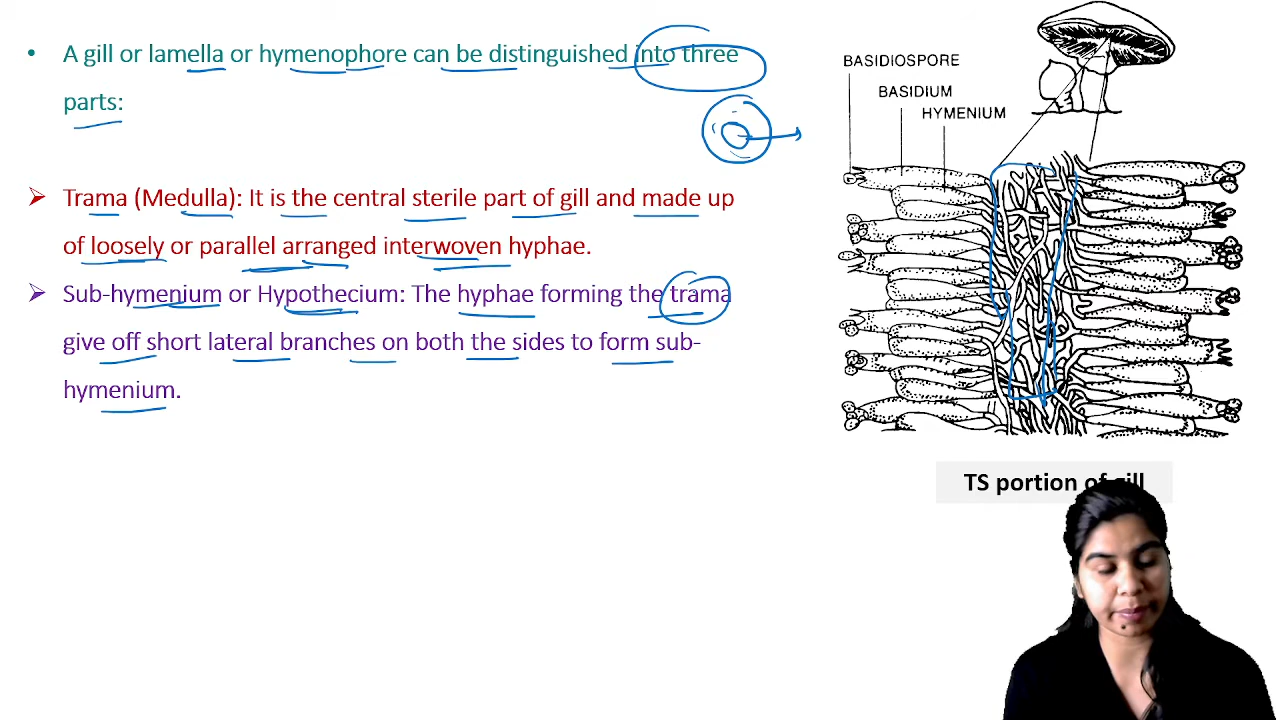 • A gill or lamella or hymenophore can be distinguished into three
parts:
➤ Trama (Medulla): It is the central sterile part of gill and made up
of loosely or parallel arranged interwoven hyphae.
➤ Sub-hymenium or Hypothecium: The hyphae forming the trama
give off short lateral branches on both the sides to form sub-
hymenium.
BASIDIOSPORE
BASIDIUM
HYMENIUM
TS portion of gill